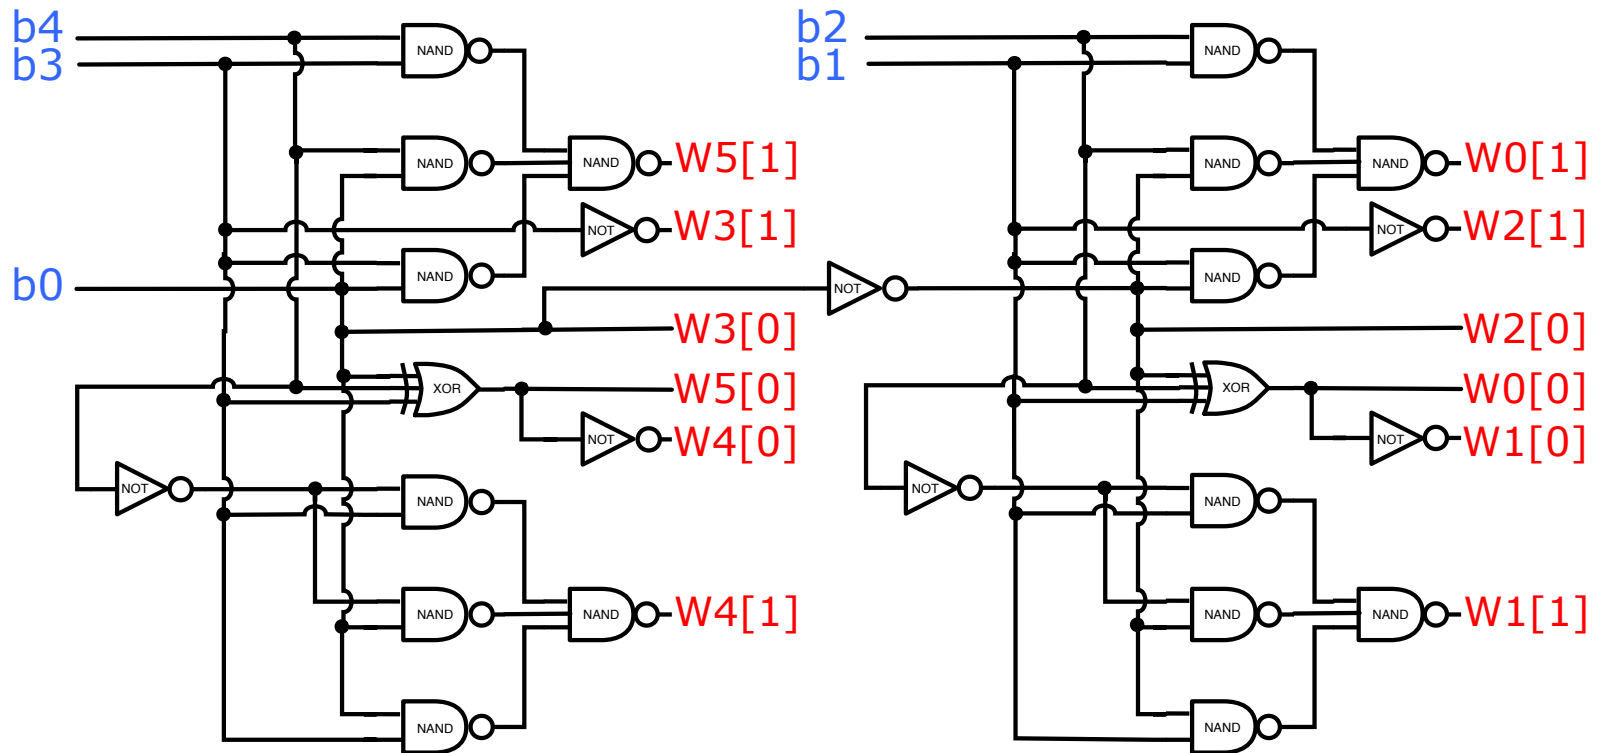 b4
b3
NAND
NAND
NAND
W5[1]
NOT
W3[1]
NAND
b0
W3[0]
XOR
W5[0]
NOT
W4[0]
NOT
NAND
NAND
NAND
W4[1]
NAND
b2
b1
NAND
NAND
NAND
W0[1]
NOT
W2[1]
NAND
NOT
W2[0]
XOR
W0[0]
NOT
W1[0]
NOT
NAND
NAND
NAND
W1[1]
NAND